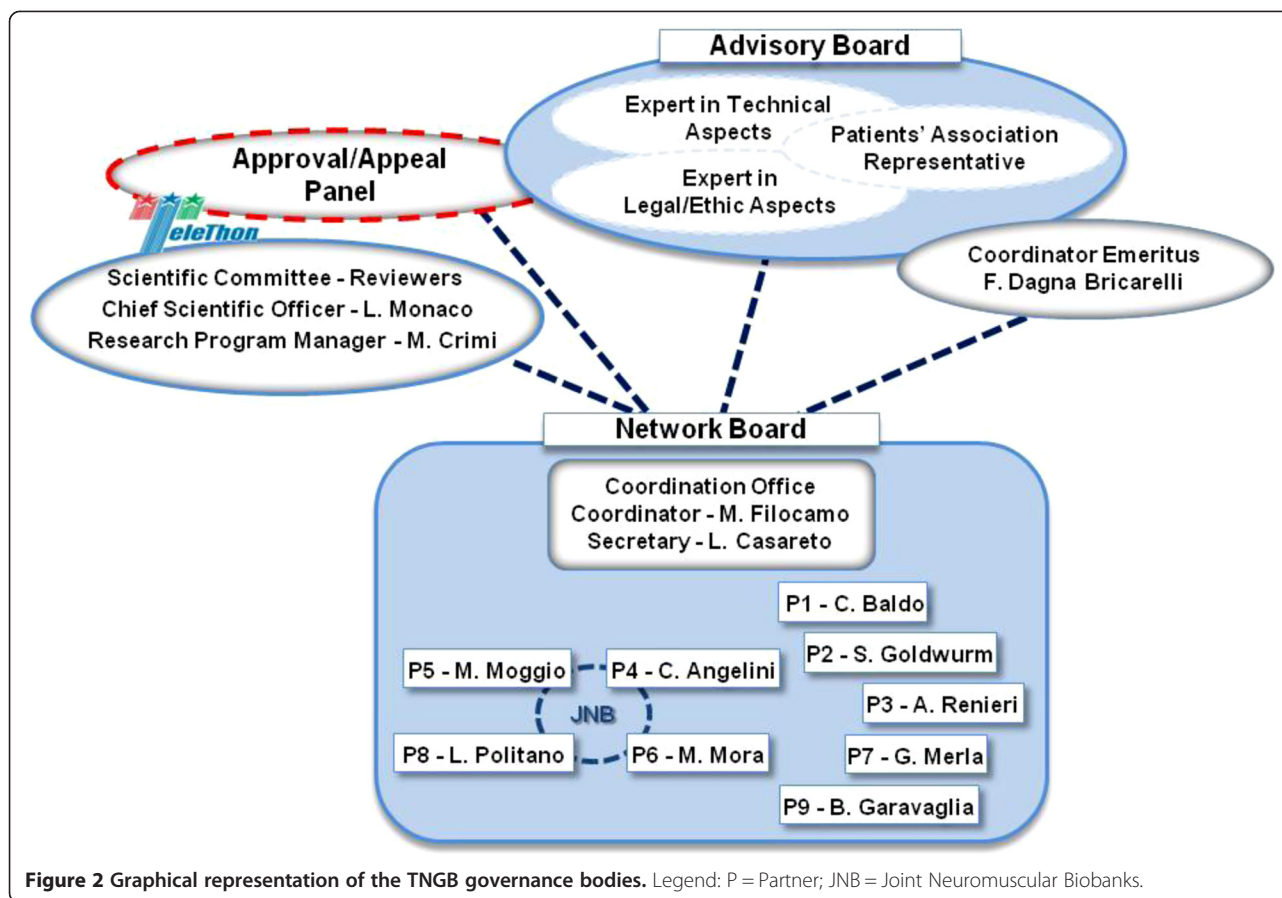 Advisory Board
Expert in Technical
Aspects
Patients' Association
Representative
Expert in
Legal/Ethic Aspects
Approval/Appeal
Panel
TeleThon
Scientific Committee - Reviewers
Chief Scientific Officer - L. Monaco
Research Program Manager - M. Crimi
Coordinator Emeritus
F. Dagna Bricarelli
Network Board
Coordination Office
Coordinator - M. Filocamo
Secretary - L. Casareto
P1 - C. Baldo
P2 - S. Goldwurm
P3 - A. Renieri
P7 - G. Merla
P9 - B. Garavaglia
P5 - M. Moggio
P4 - C. Angelini
JNB
P8 - L. Politano
P6 - M. Mora
Figure 2 Graphical representation of the TNGB governance bodies. Legend: P = Partner; JNB = Joint Neuromuscular Biobanks.